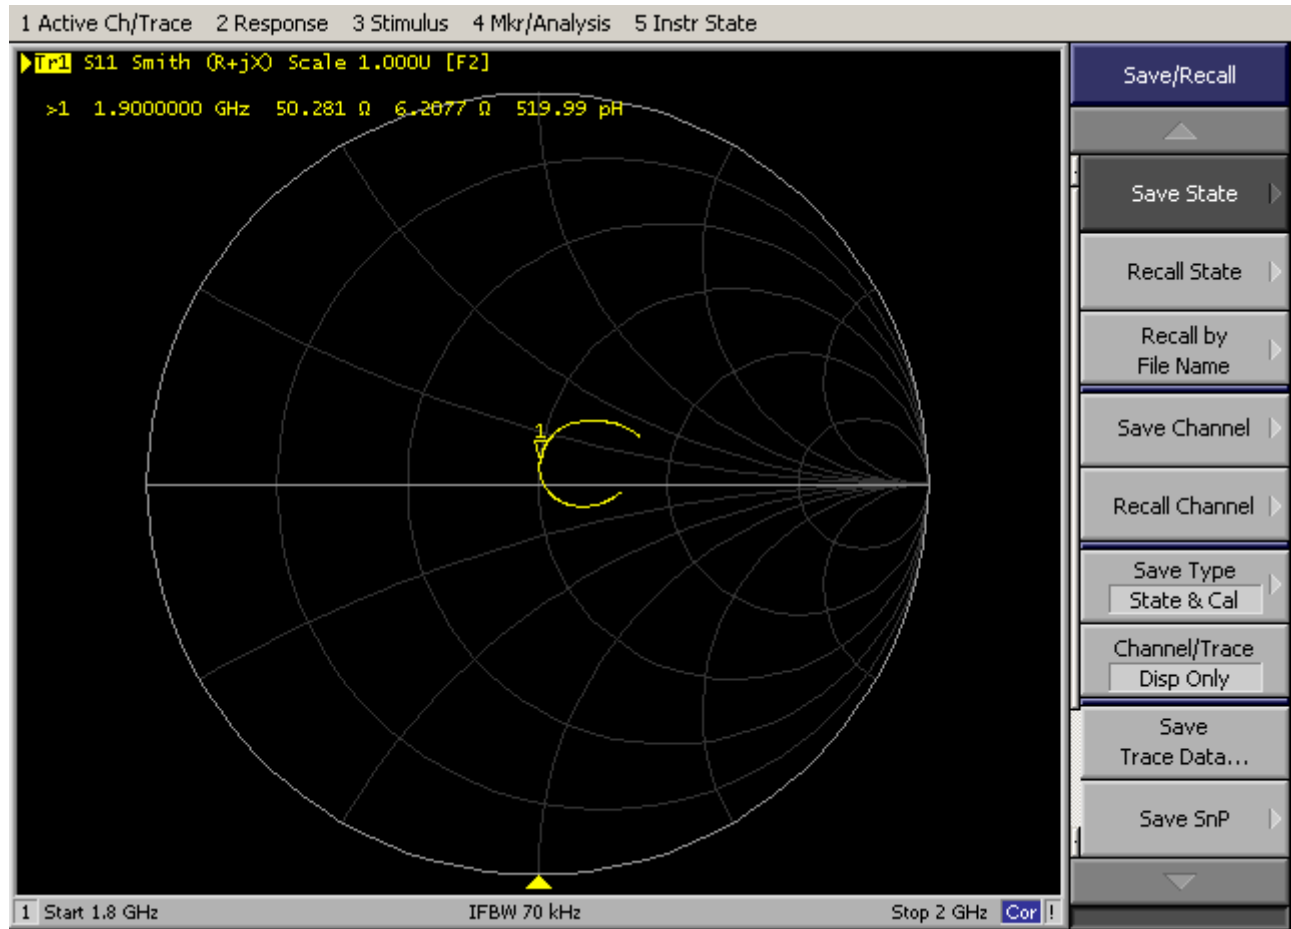 1 Active Ch/Trace 2 Response 3 Stimulus 4 Mkr/Analysis 5 Instr State
Tr1 S11 Smith (R+jX) Scale 1.000U [F2]
>1 1.9000000 GHz 50.281 Ω 6.2077 Ω 519.99 pH
1
Save/Recall
Save State
Recall State
Recall by
File Name
Save Channel
Recall Channel
Save Type
State & Cal
Channel/Trace
Disp Only
Save
Trace Data...
Save SnP
1 Start 1.8 GHz IFBW 70 kHz Stop 2 GHz Cor !